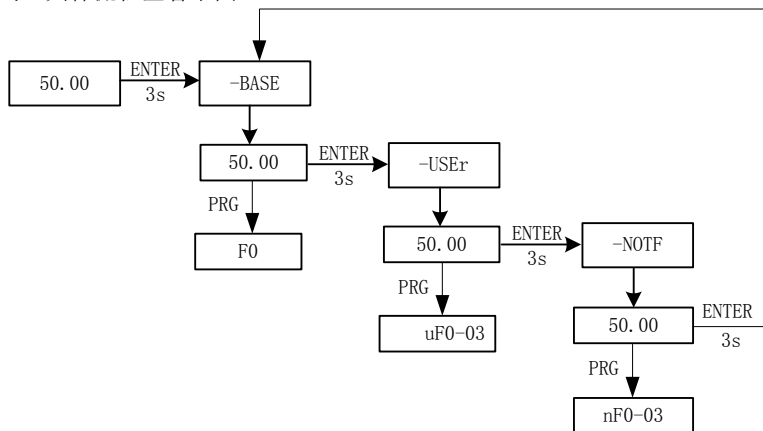 50.00
ENTER
3s
-BASE
50.00
ENTER
3s
-USEr
PRG
F0
50.00
ENTER
3s
-NOTF
PRG
uF0-03
50.00
ENTER
3s
PRG
nF0-03